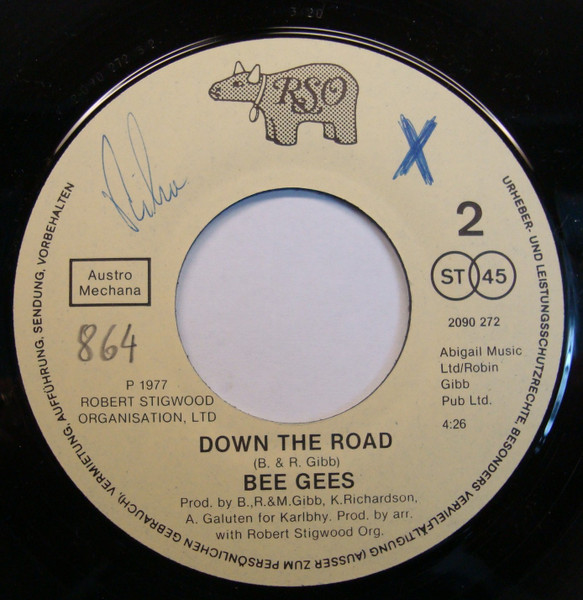 RSO
X
2
Austro
Mechana
ST 45
2090 272
864
Abigail Music
Ltd/Robin
Gibb
Pub Ltd.
4:26
P 1977
ROBERT STIGWOOD
ORGANISATION, LTD
DOWN THE ROAD
(B. & R. Gibb)
BEE GEES
Prod. by B.,R.&M.Gibb, K.Richardson,
A. Galuten for Karlbhy. Prod. by arr.
with Robert Stigwood Org.
URHEBER- UND LEISTUNGSSCHUTZRECHTE, BESONDERS VERVIELFÄLTIGUNG (AUSSER ZUM PERSÖNLICHEN GEBRAUCH), VERMIETUNG, AUFFÜHRUNG, SENDUNG, VORBEHALTEN